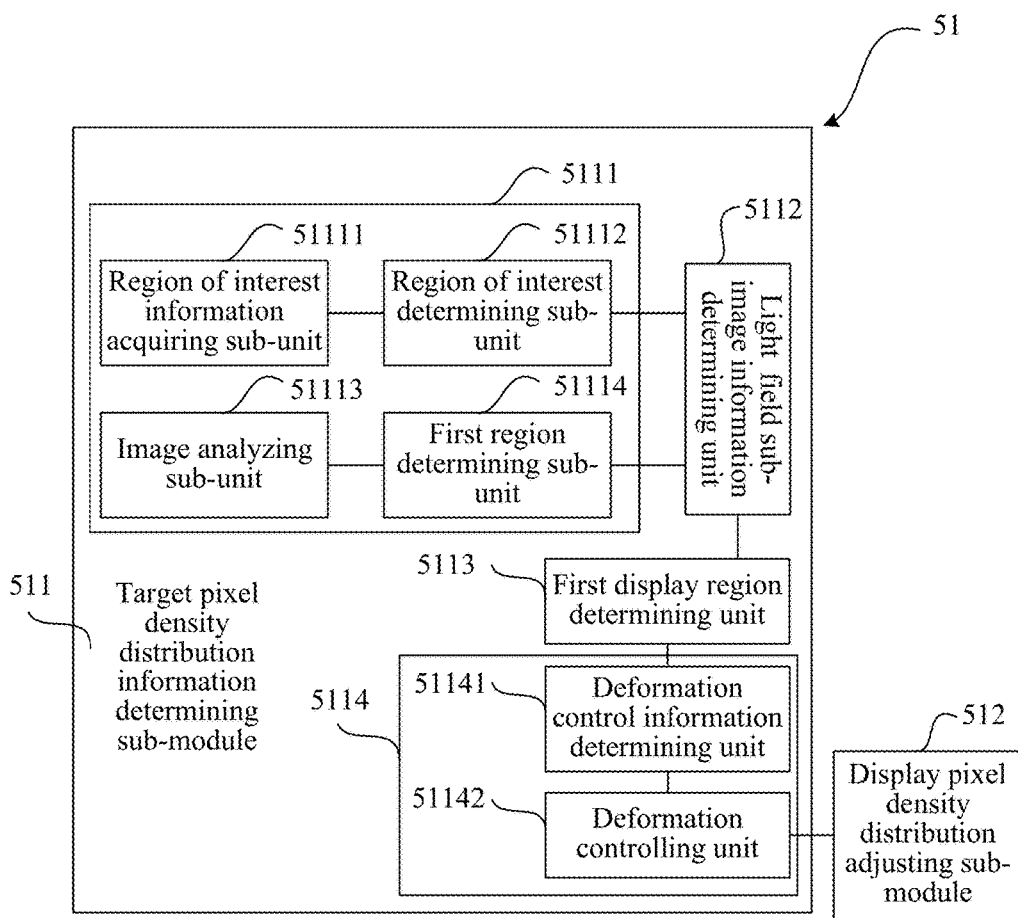 51
5111
5112
51111
51112
Region of interest
information
acquiring sub-unit
Region of interest
determining sub-
unit
Light field sub-
image information
determining unit
51113
51114
Image analyzing
sub-unit
First region
determining sub-
unit
5113
First display region
determining unit
511
Target pixel
density
distribution
information
determining
sub-module
5114
51141
Deformation
control information
determining unit
51142
Deformation
controlling unit
512
Display pixel
density
distribution
adjusting sub-
module